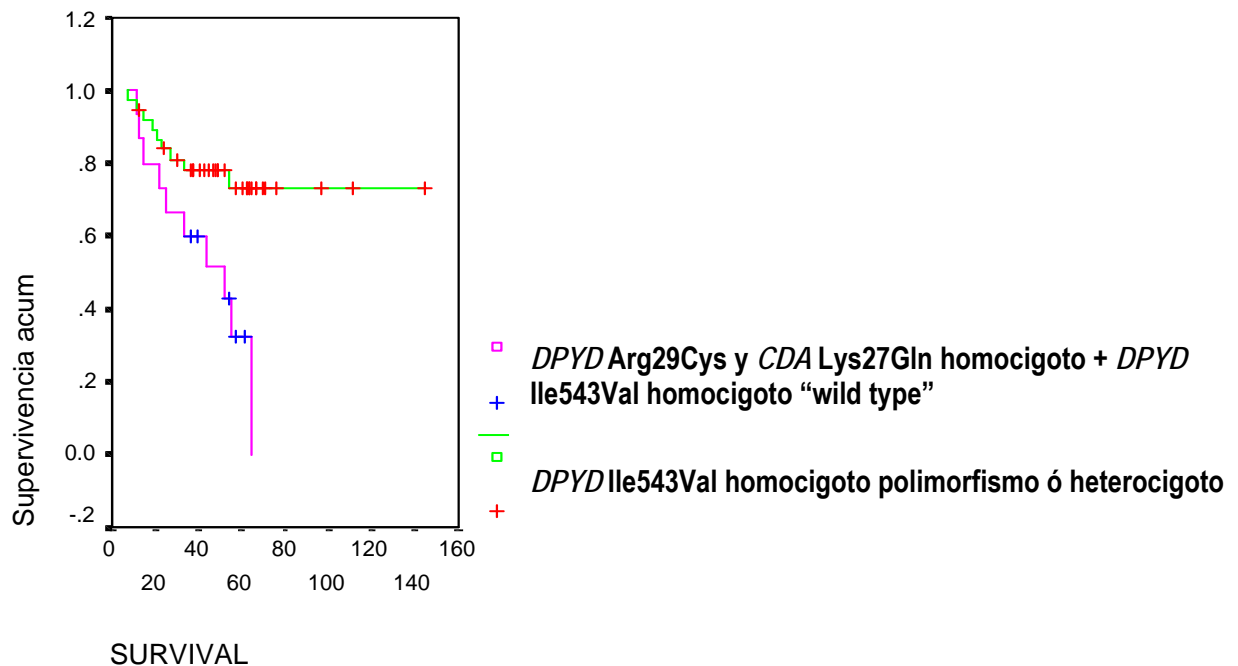 1.2
1.0
.8
.6
.4
.2
0.0
-.2
Supervivencia acum
0 40 80 120 160
20 60 100 140
SURVIVAL
DPYD Arg29Cys y CDA Lys27Gln homocigoto + DPYD
Ile543Val homocigoto “wild type”
DPYD Ile543Val homocigoto polimorfismo ó heterocigoto